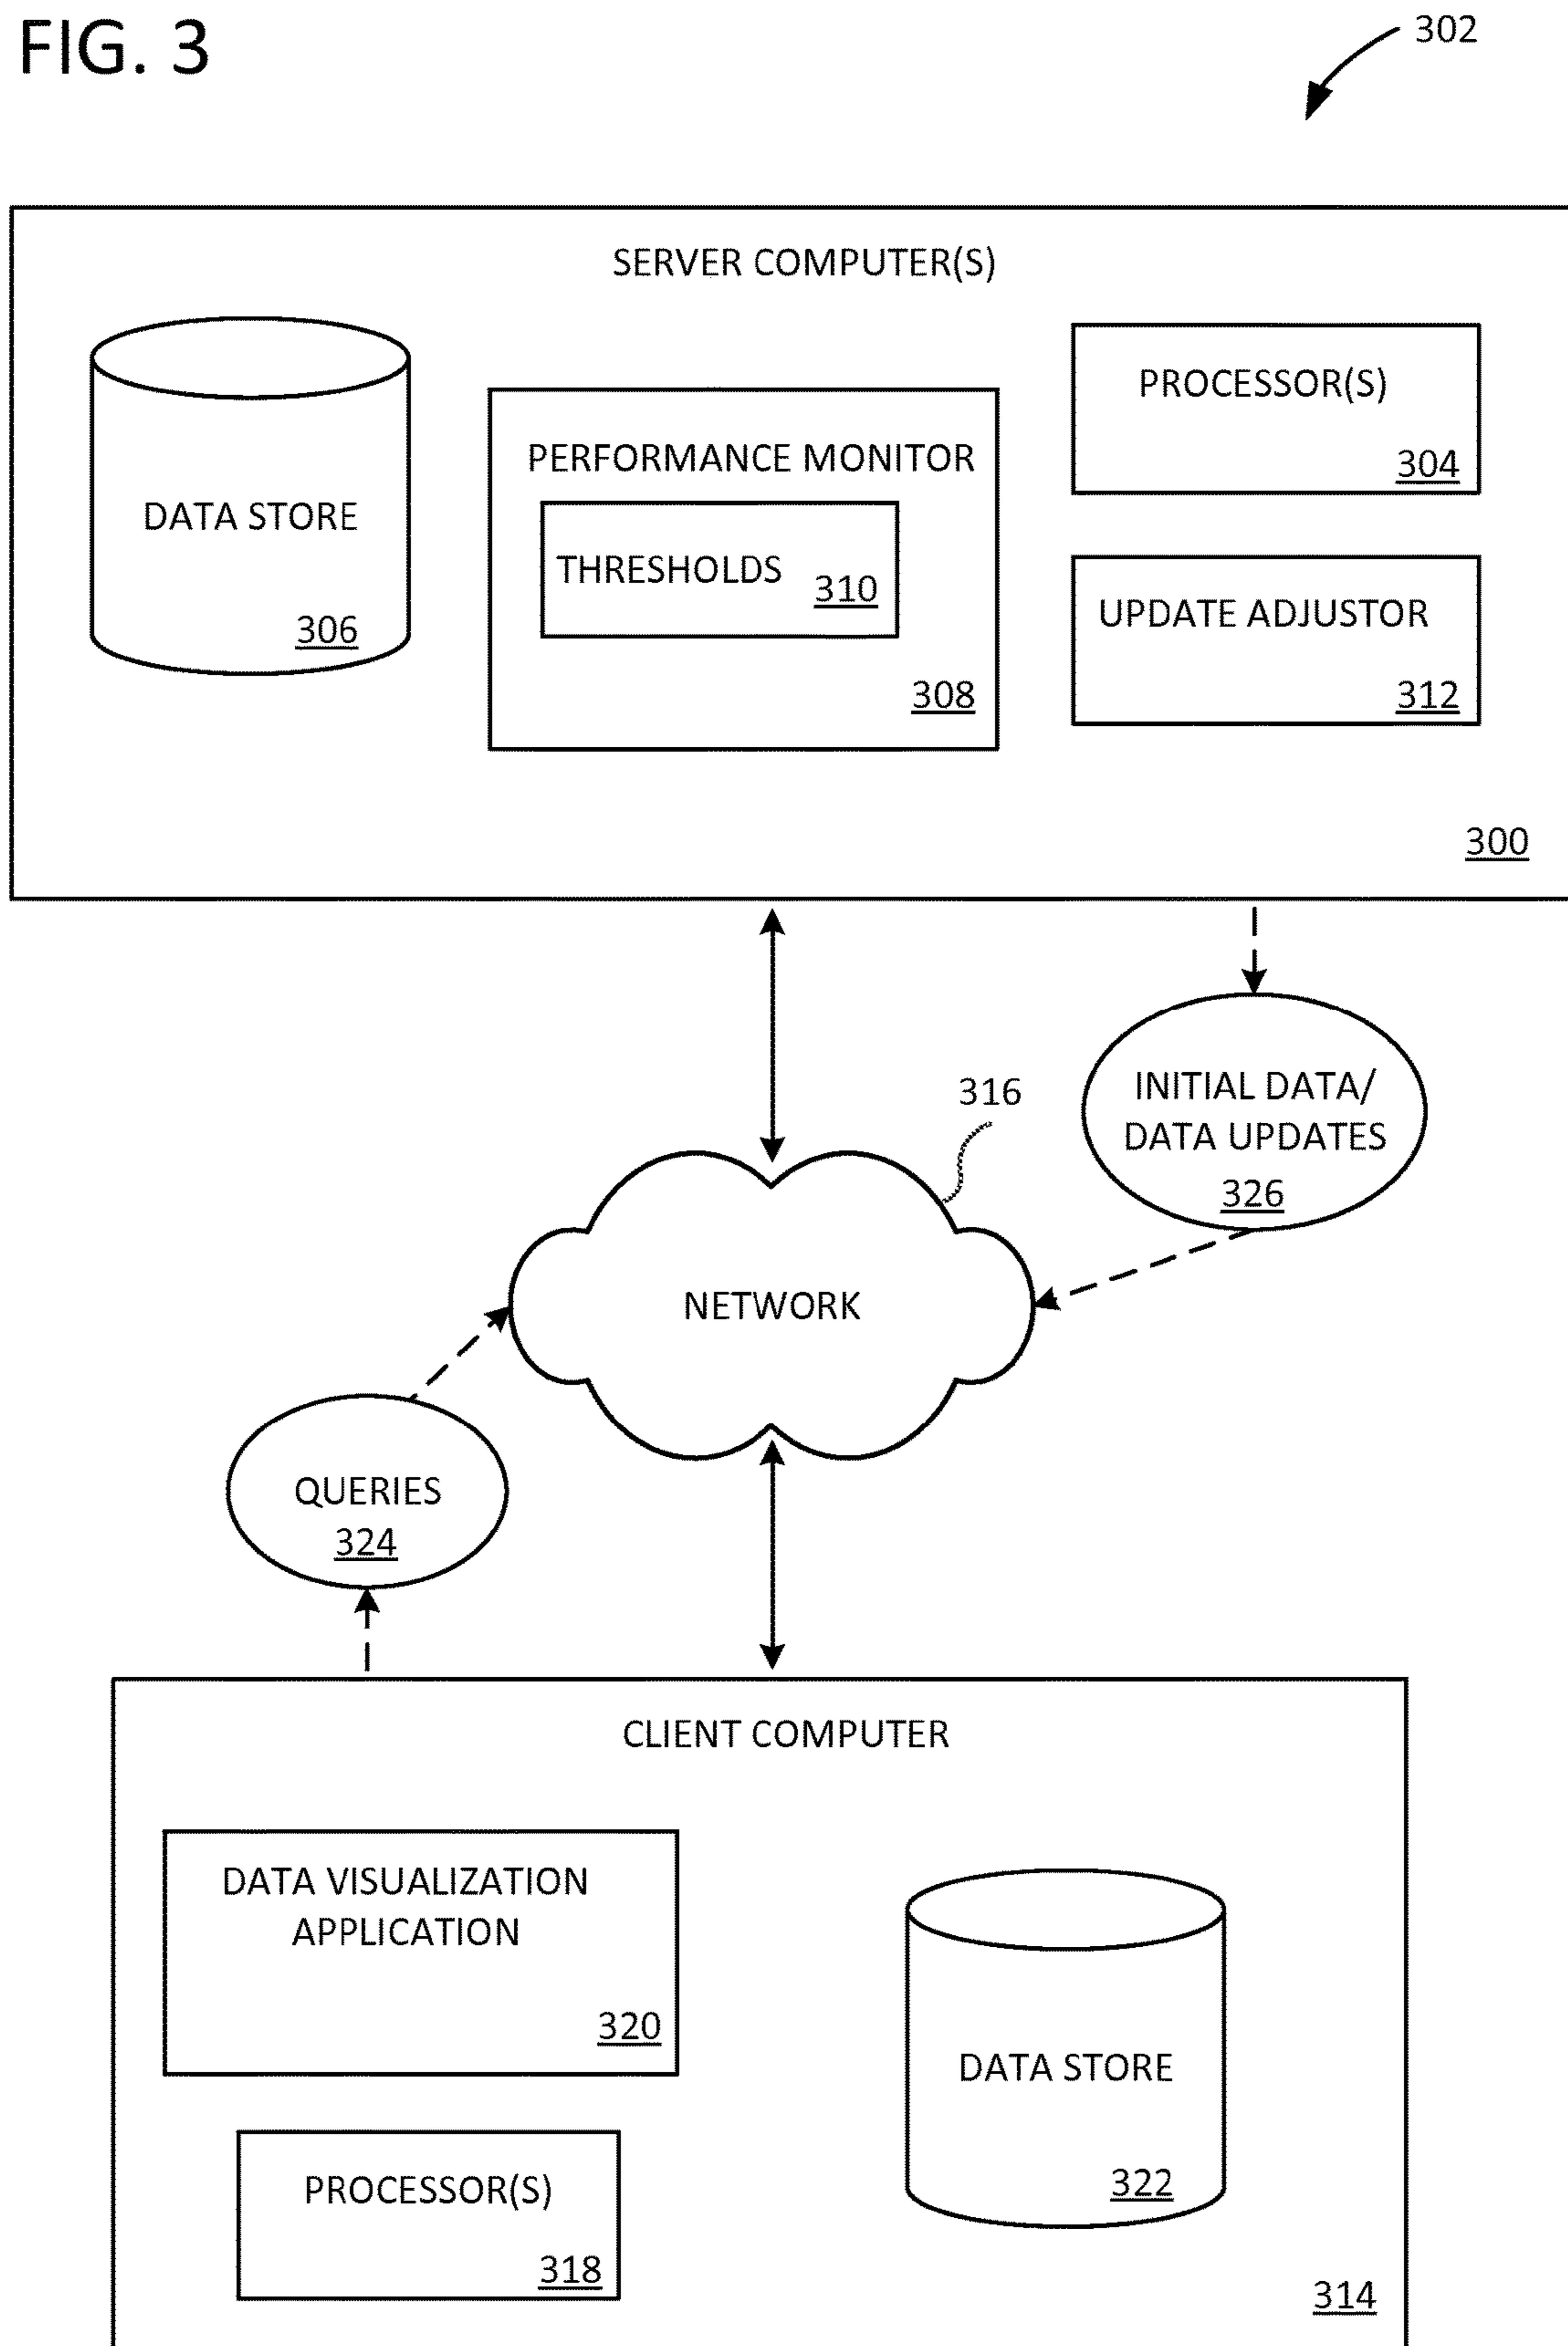 FIG. 3
302
SERVER COMPUTER(S)
DATA STORE
306
PERFORMANCE MONITOR
THRESHOLDS
310
308
PROCESSOR(S)
304
UPDATE ADJUSTOR
312
300
316
INITIAL DATA/
DATA UPDATES
326
NETWORK
QUERIES
324
CLIENT COMPUTER
DATA VISUALIZATION
APPLICATION
320
PROCESSOR(S)
318
DATA STORE
322
314